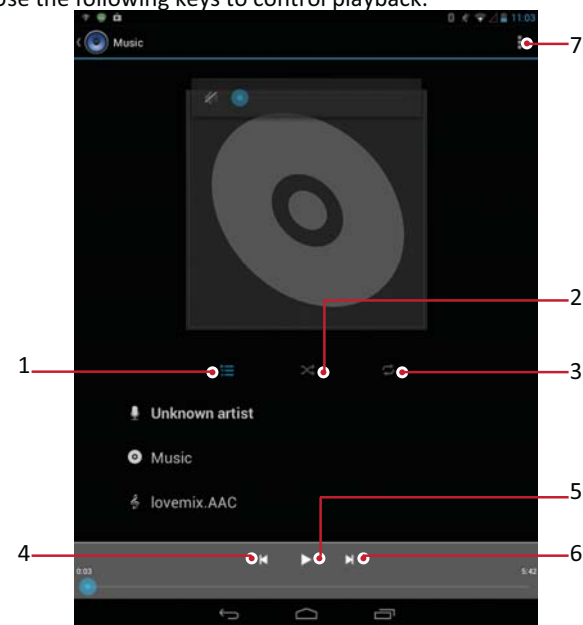 Use the following keys to control playback:
11:03
Music
7
2
1
3
Unknown artist
Music
lovemix.AAC
5
4
6
0:03
5:42